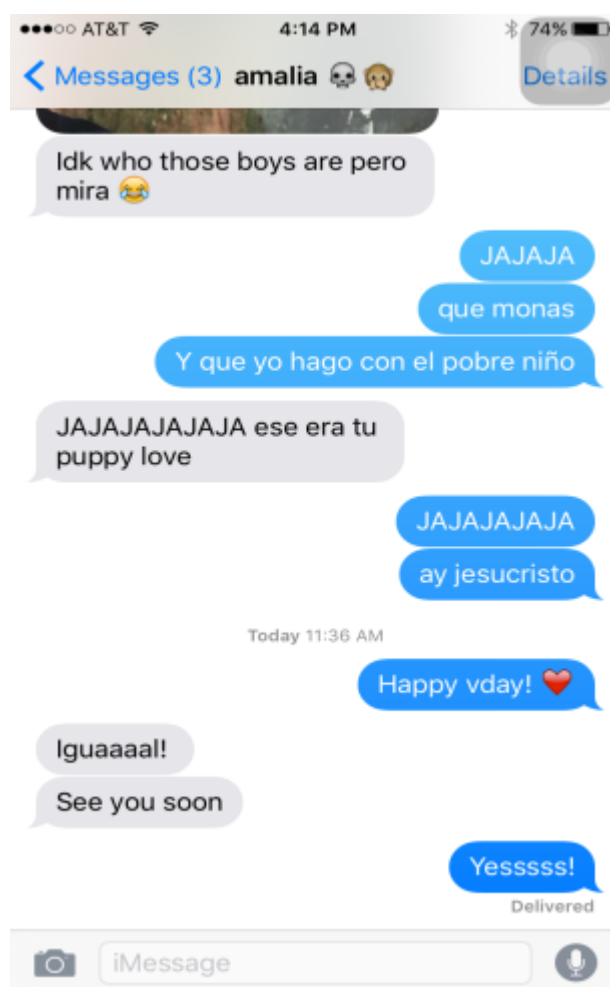 AT&T 4:14 PM 74%
Messages (3) amalia 💀🙊 Details
Idk who those boys are pero
mira 😂
JAJAJA
que monas
Y que yo hago con el pobre niño
JAJAJAJAJAJA ese era tu
puppy love
JAJAJAJAJA
ay jesucristo
Today 11:36 AM
Happy vday! ❤️
Iguaaaal!
See you soon
Yesssss!
Delivered
iMessage